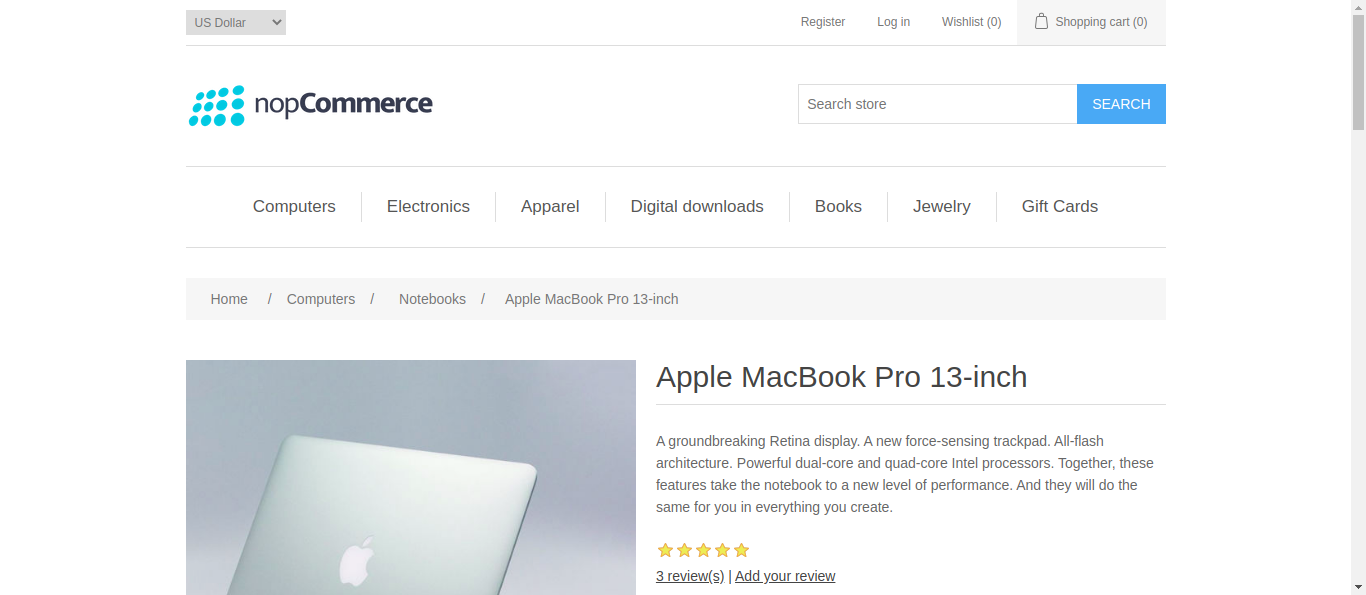 US Dollar
Register
Log in
Wishlist (0)
Shopping cart (0)
nopCommerce
Search store
SEARCH
Computers
Electronics
Apparel
Digital downloads
Books
Jewelry
Gift Cards
Home / Computers / Notebooks / Apple MacBook Pro 13-inch
Apple MacBook Pro 13-inch
A groundbreaking Retina display. A new force-sensing trackpad. All-flash
architecture. Powerful dual-core and quad-core Intel processors. Together, these
features take the notebook to a new level of performance. And they will do the
same for you in everything you create.
3 review(s) | Add your review